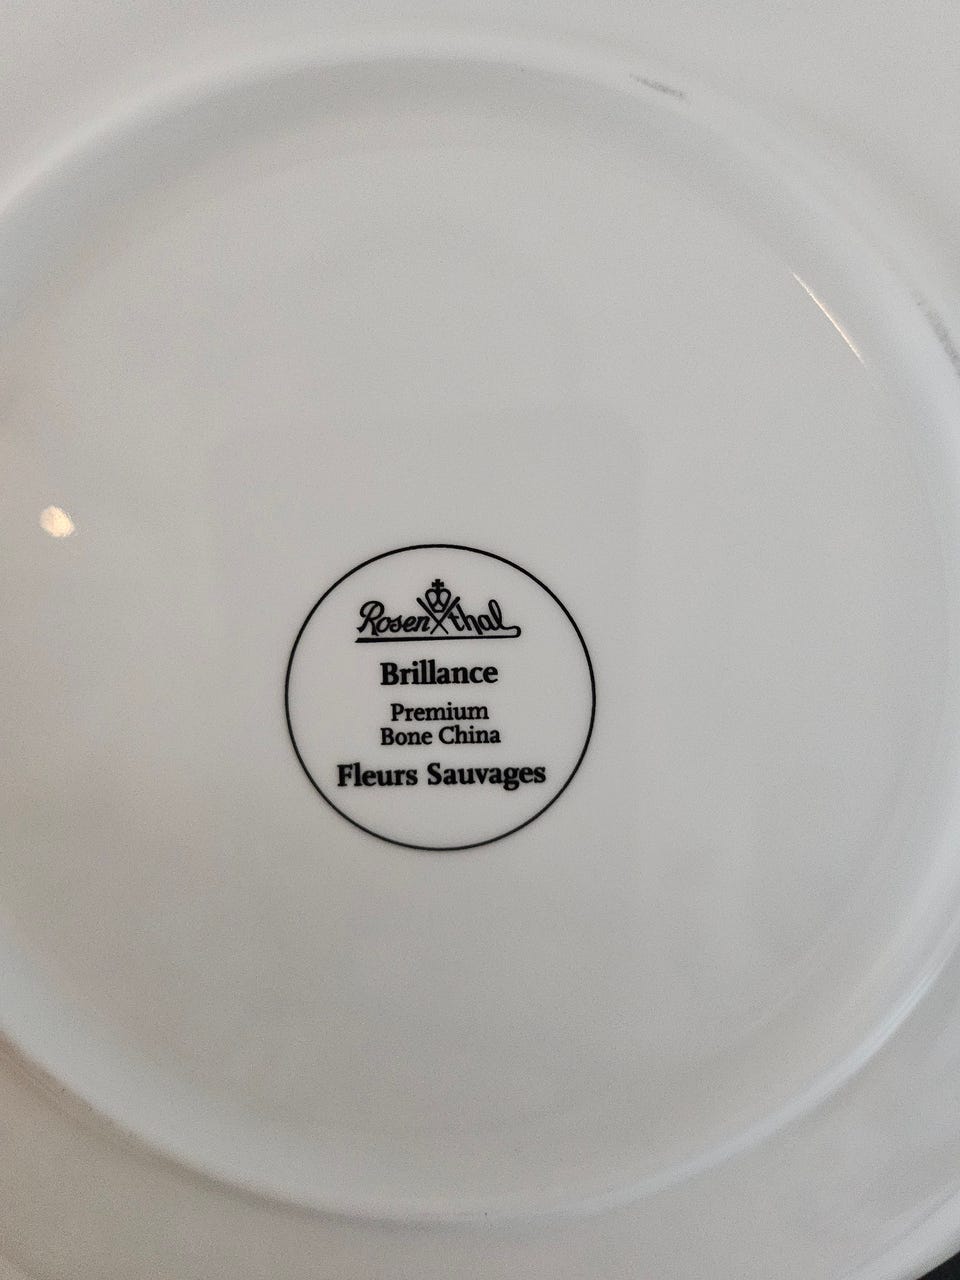 Rosenthal
Brillance
Premium
Bone China
Fleurs Sauvages